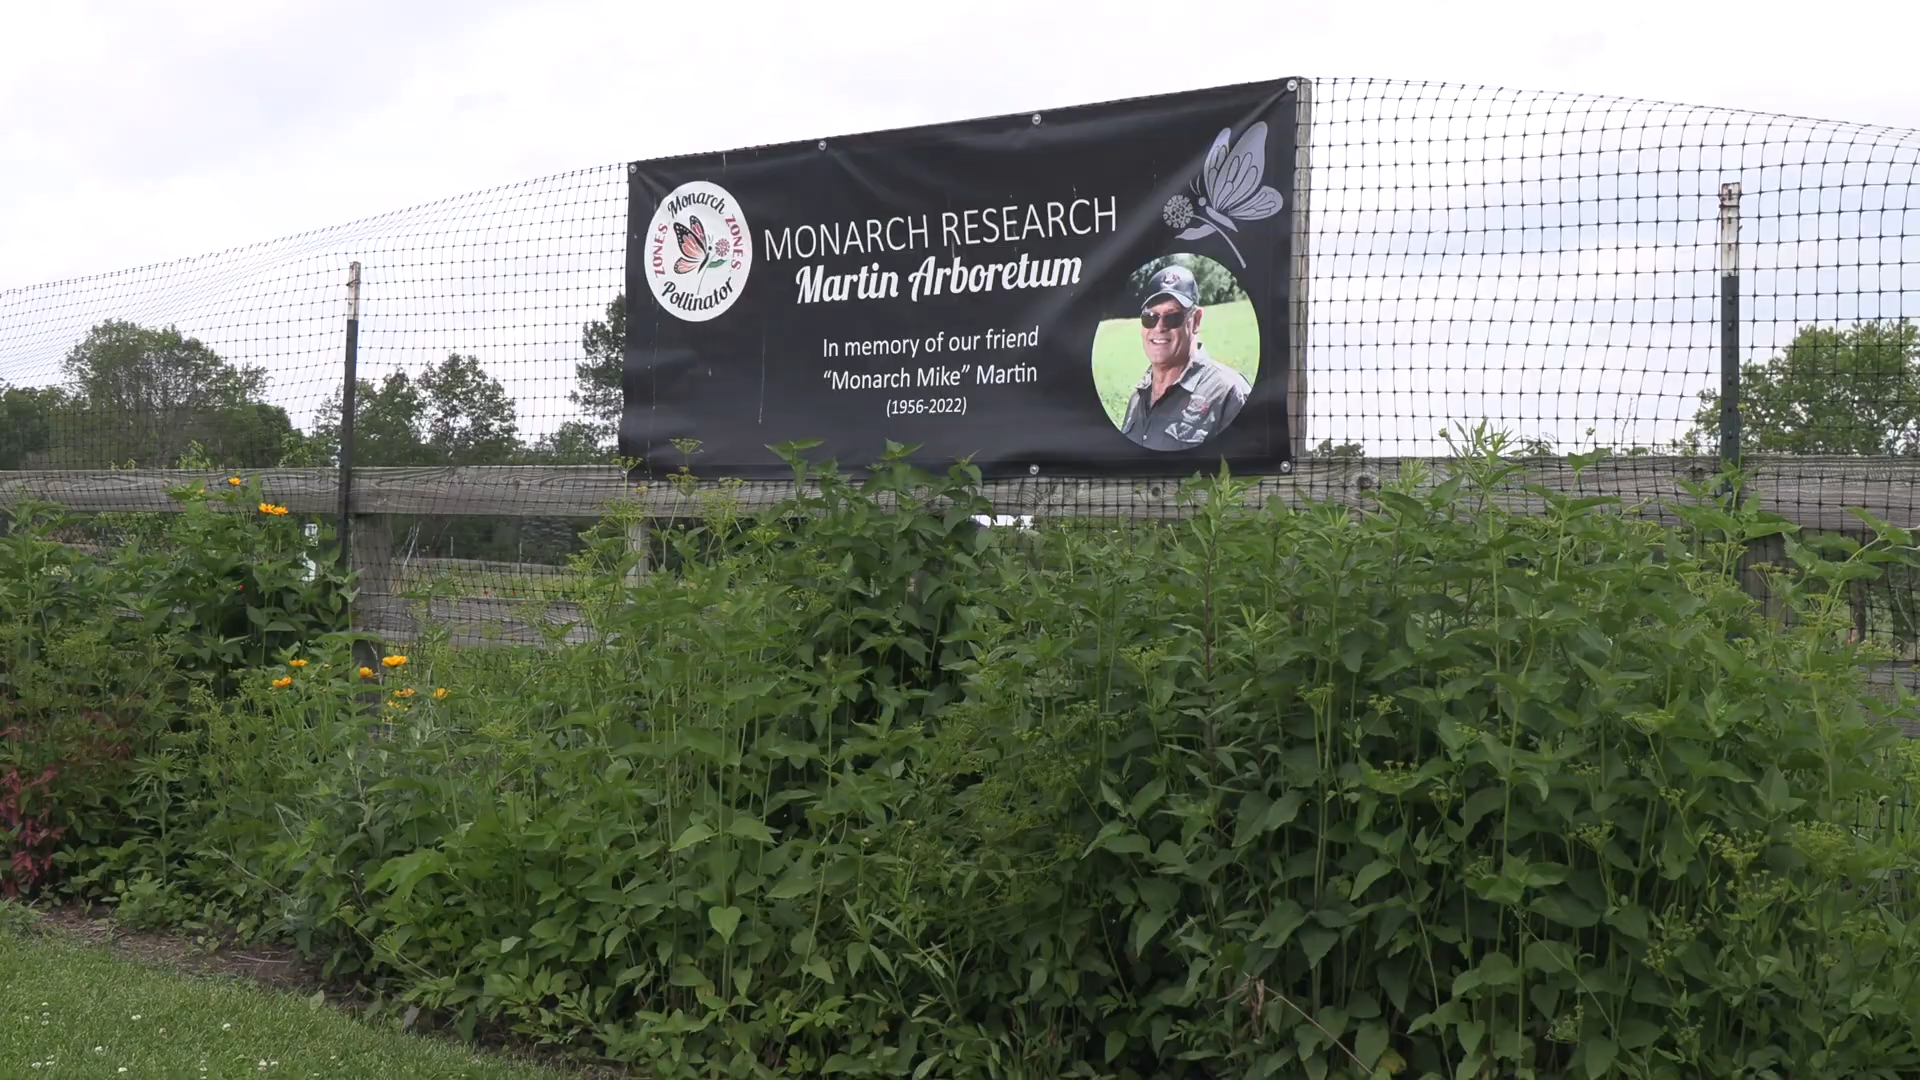 Monarch
ZONES ZONES
Pollinator
MONARCH RESEARCH
Martin Arboretum
In memory of our friend
“Monarch Mike” Martin
(1956-2022)